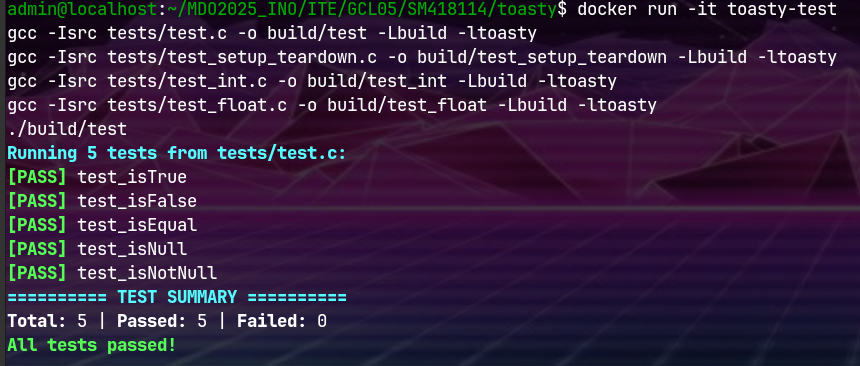 admin@localhost:~/MDO2025_INO/ITE/GCL05/SM418114/toasty$ docker run -it toasty-test
gcc -Isrc tests/test.c -o build/test -Lbuild -ltoasty
gcc -Isrc tests/test_setup_teardown.c -o build/test_setup_teardown -Lbuild -ltoasty
gcc -Isrc tests/test_int.c -o build/test_int -Lbuild -ltoasty
gcc -Isrc tests/test_float.c -o build/test_float -Lbuild -ltoasty
./build/test
Running 5 tests from tests/test.c:
[PASS] test_isTrue
[PASS] test_isFalse
[PASS] test_isEqual
[PASS] test_isNull
[PASS] test_isNotNull
========== TEST SUMMARY ==========
Total: 5 | Passed: 5 | Failed: 0
All tests passed!